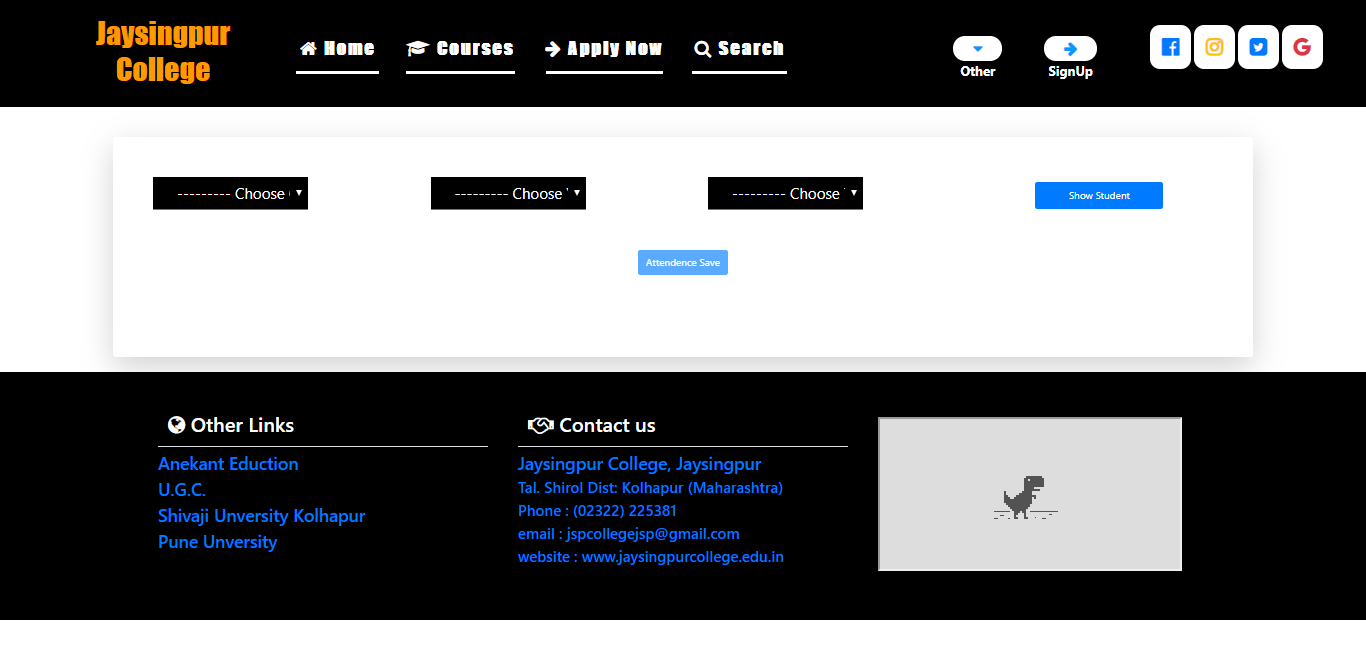 Jaysingpur
College
Home
Courses
Apply Now
Search
Other
SignUp
--------- Choose
--------- Choose
--------- Choose
Show Student
Attendence Save
Other Links
Anekant Eduction
U.G.C.
Shivaji Unversity Kolhapur
Pune Unversity
Contact us
Jaysingpur College, Jaysingpur
Tal. Shirol Dist: Kolhapur (Maharashtra)
Phone : (02322) 225381
email : jspcollegejsp@gmail.com
website : www.jaysingpurcollege.edu.in